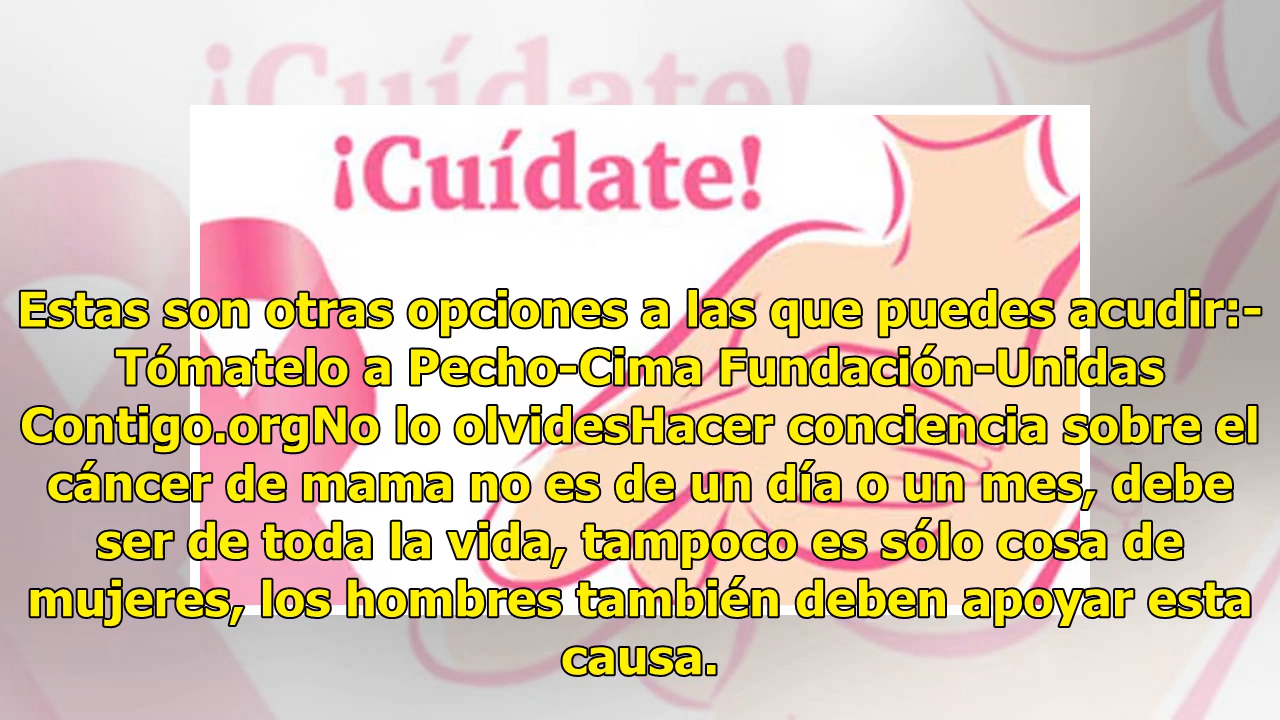 ¡Cuídate!
¡Cuídate!
Estas son otras opciones a las que puedes acudir:-
Tómatelo a Pecho-Cima Fundación-Unidas
Contigo.orgNo lo olvidesHacer conciencia sobre el
cáncer de mama no es de un día o un mes, debe
ser de toda la vida, tampoco es sólo cosa de
mujeres, los hombres también deben apoyar esta
causa.